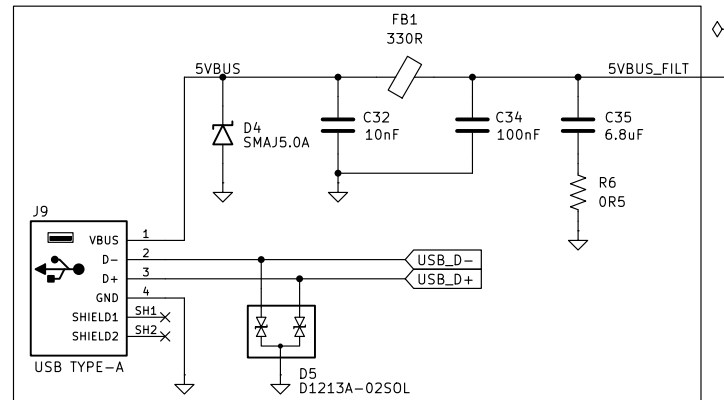 FB1
330R
5VBUS
5VBUS_FILT
D4
SMAJ5.0A
C32
10nF
C34
100nF
C35
6.8uF
R6
0R5
J9
VBUS 1
D- 2
D+ 3
GND 4
SHIELD1 SH1
SHIELD2 SH2
USB TYPE-A
USB_D-
USB_D+
D5
D1213A-02SOL